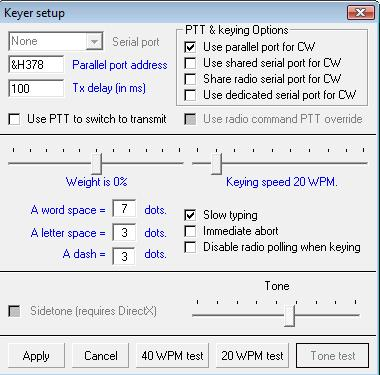 Keyer setup
None Serial port
&H378 Parallel port address
100 Tx delay (in ms)
PTT & keying Options
Use parallel port for CW
Use shared serial port for CW
Share radio serial port for CW
Use dedicated serial port for CW
Use PTT to switch to transmit
Use radio command PTT override
Weight is 0%
Keying speed 20 WPM.
A word space = 7 dots.
A letter space = 3 dots.
A dash = 3 dots.
Slow typing
Immediate abort
Disable radio polling when keying
Sidetone (requires DirectX)
Tone
Apply
Cancel
40 WPM test
20 WPM test
Tone test